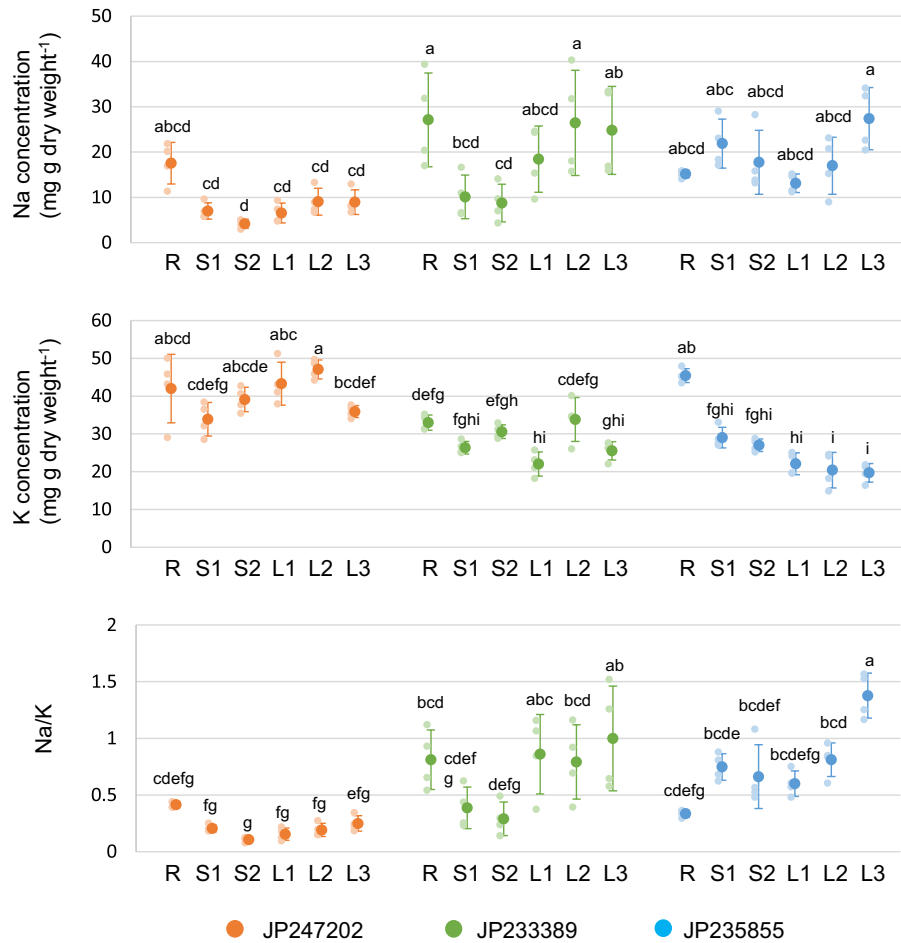 50
40
30
20
10
0
Na concentration
(mg g dry weight⁻¹)
abcd
cd
d
cd
cd
cd
a
bcd
cd
abcd
a
ab
abcd
abc
abcd
abcd
abcd
a
R S1 S2 L1 L2 L3 R S1 S2 L1 L2 L3 R S1 S2 L1 L2 L3
60
50
40
30
20
10
0
K concentration
(mg g dry weight⁻¹)
abcd
cdefg
abcde
abc
a
bcdef
defg
fghi
efgh
hi
cdefg
ghi
ab
fghi
fghi
hi
i
i
R S1 S2 L1 L2 L3 R S1 S2 L1 L2 L3 R S1 S2 L1 L2 L3
2
1.5
1
0.5
0
Na/K
cdefg
fg
g
fg
fg
efg
bcd
cdef
g
defg
abc
bcd
ab
cdefg
bcde
bcdef
bcdefg
bcd
a
R S1 S2 L1 L2 L3 R S1 S2 L1 L2 L3 R S1 S2 L1 L2 L3
JP247202 JP233389 JP235855